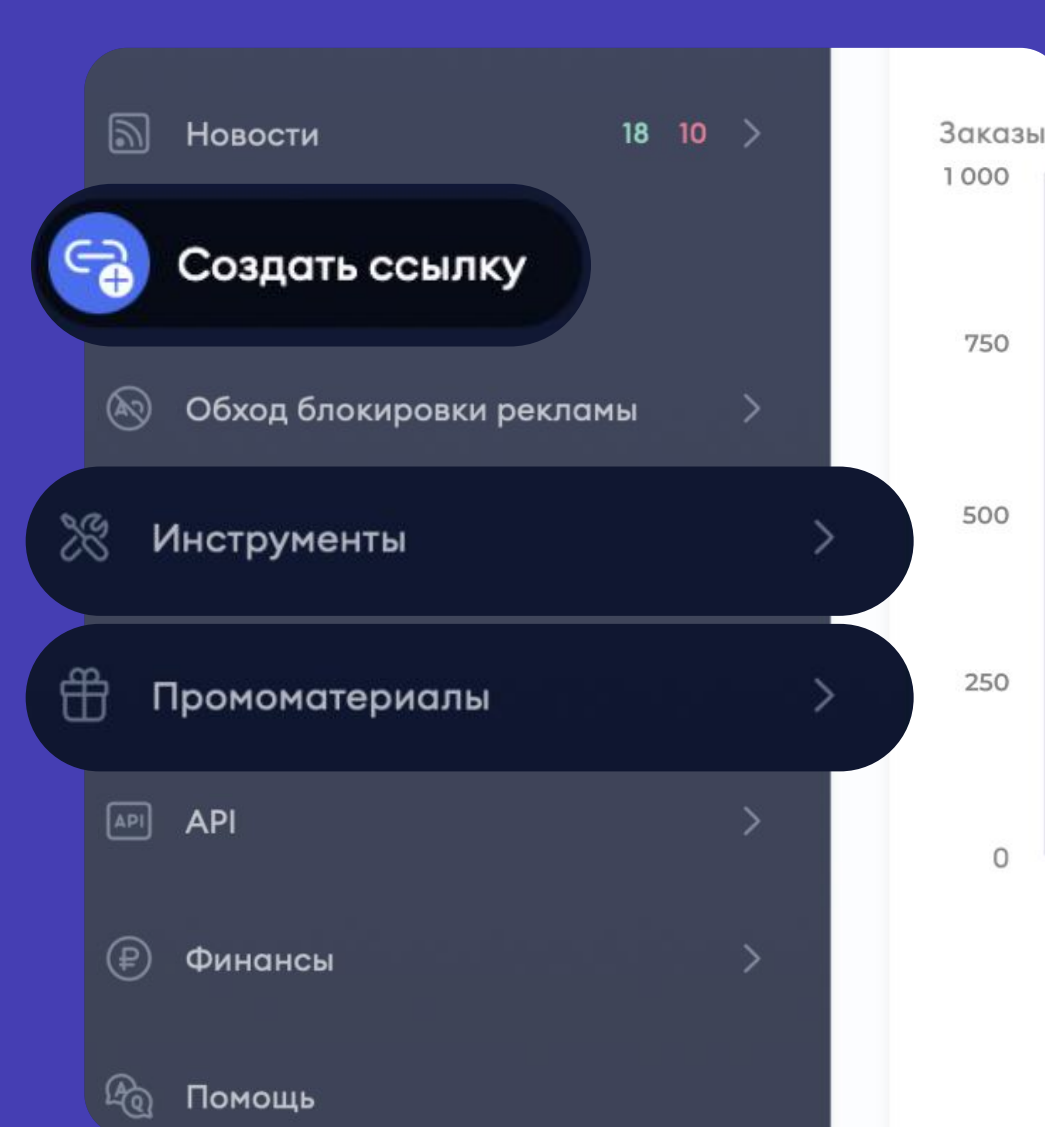 Новости 18 10
Создать ссылку
Обход блокировки рекламы
Инструменты
Промоматериалы
API API
Финансы
Помощь
Заказы
1 000
750
500
250
0